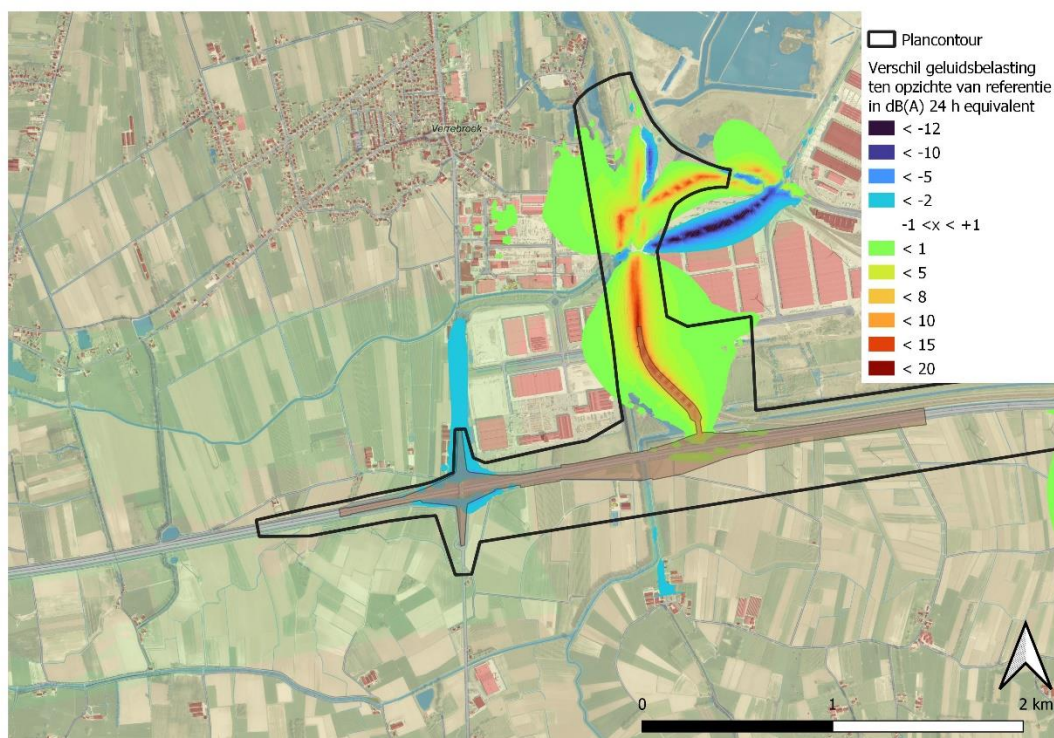 Plancontour
Verschil geluidsbelasting
ten opzichte van referentie
in dB(A) 24 h equivalent
< -12
< -10
< -5
< -2
-1 <x < +1
< 1
< 5
< 8
< 10
< 15
< 20
Verrebroek
0 1 2 km